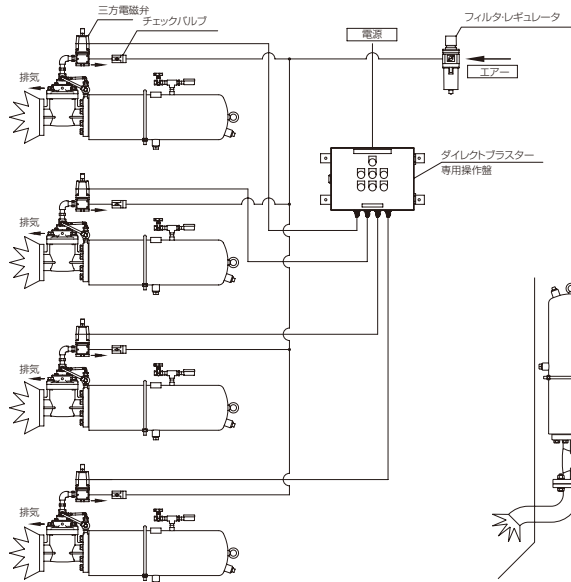 三方電磁弁
チェックバルブ
排気
電源
フィルタ・レギュレータ
エアー
ダイレクトブラスター
専用操作盤
排気
排気
排気